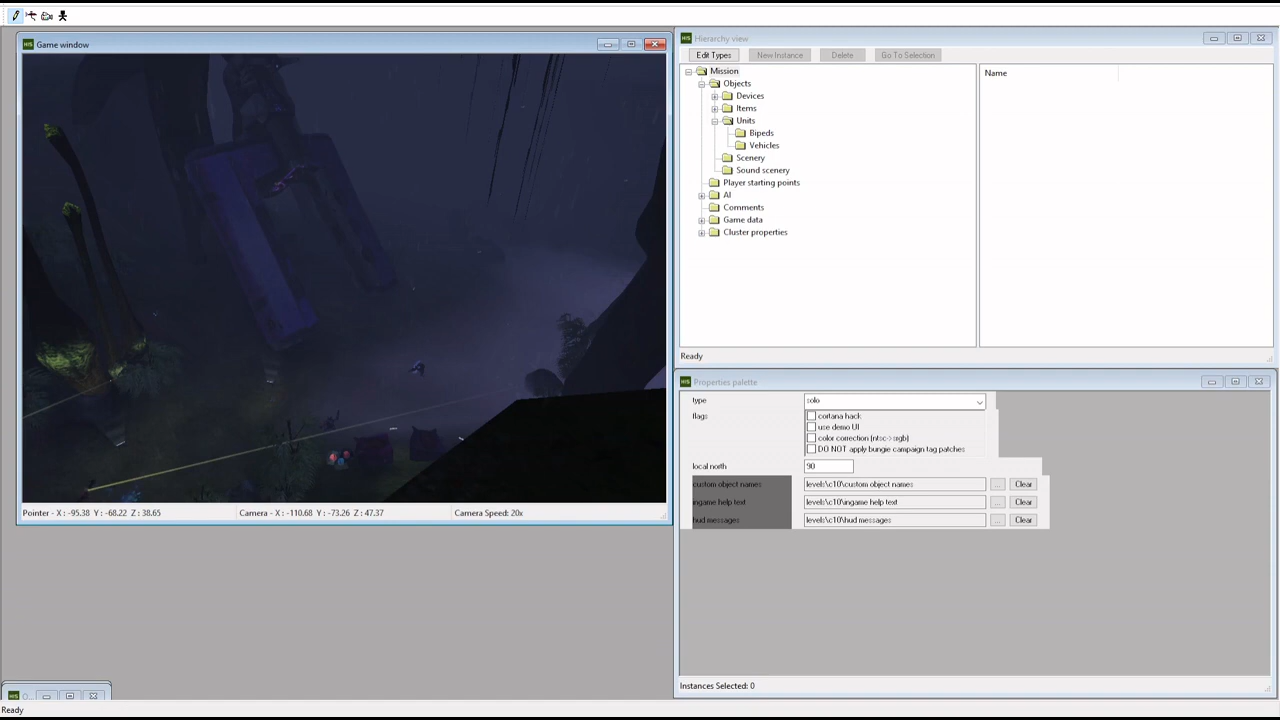 Game window
Pointer - X : -95.38 Y : -68.22 Z : 38.63
Camera - X : -110.68 Y : -73.26 Z : 47.37
Camera Speed: 20x
Hierarchy view
Edit Types
New Instance
Delete
Go To Selection
Mission
Objects
Devices
Items
Units
Bipeds
Vehicles
Scenery
Sound scenery
Player starting points
AI
Comments
Game data
Cluster properties
Name
Ready
Properties palette
type
solo
flags
cortana hack
use demo UI
color correction (ntsc->srgb)
DO NOT apply bungie campaign tag patches
local north
90
custom object names
levels\c10\custom object names
...
Clear
ingame help text
levels\c10\ingame help text
...
Clear
hud messages
levels\c10\hud messages
...
Clear
Instances Selected: 0
Ready